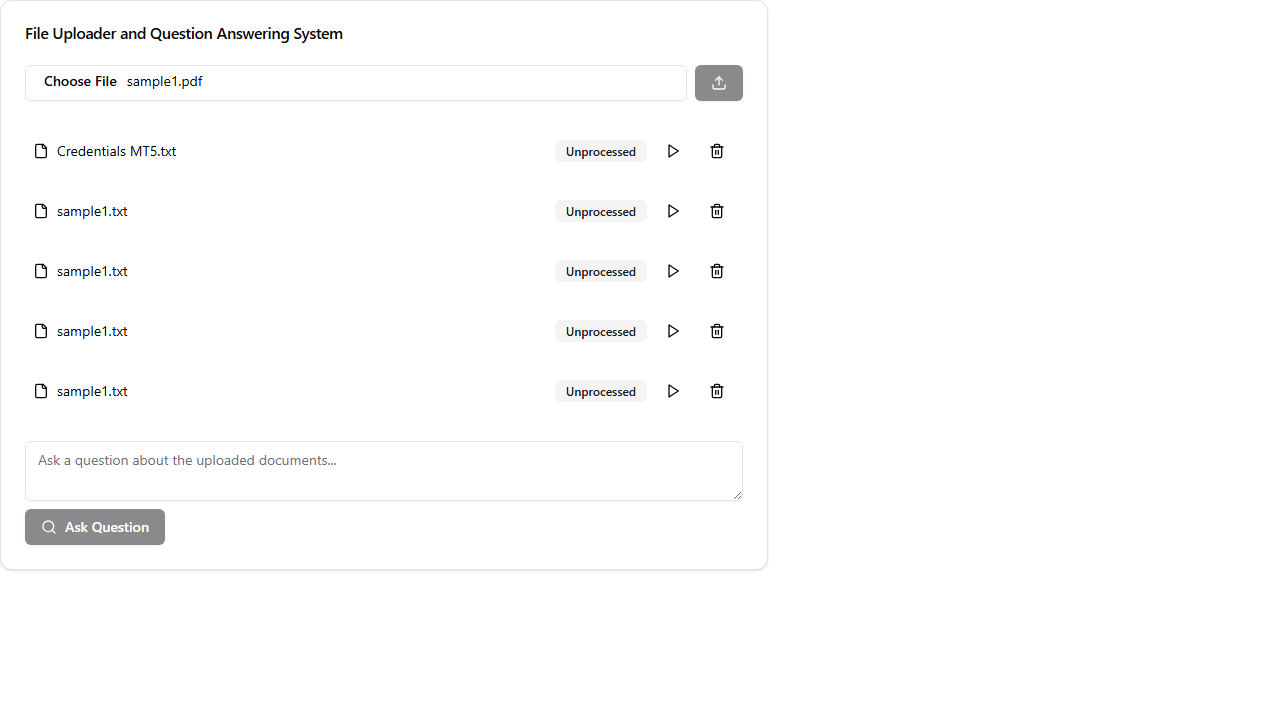 File Uploader and Question Answering System
Choose File sample1.pdf
Credentials MT5.txt Unprocessed
sample1.txt Unprocessed
sample1.txt Unprocessed
sample1.txt Unprocessed
sample1.txt Unprocessed
Ask a question about the uploaded documents...
Ask Question